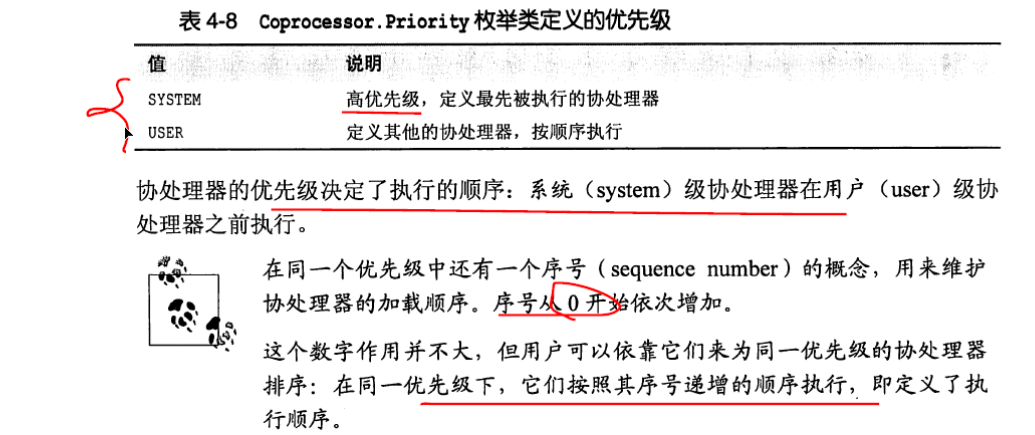 表 4-8 Coprocessor.Priority 枚举类定义的优先级
值 说明
SYSTEM 高优先级，定义最先被执行的协处理器
USER 定义其他的协处理器，按顺序执行
协处理器的优先级决定了执行的顺序：系统（system）级协处理器在用户（user）级协
处理器之前执行。
在同一个优先级中还有一个序号（sequence number）的概念，用来维护
协处理器的加载顺序。序号从 0 开始依次增加。
这个数字作用并不大，但用户可以依靠它们来为同一优先级的协处理器
排序：在同一优先级下，它们按照其序号递增的顺序执行，即定义了执
行顺序。